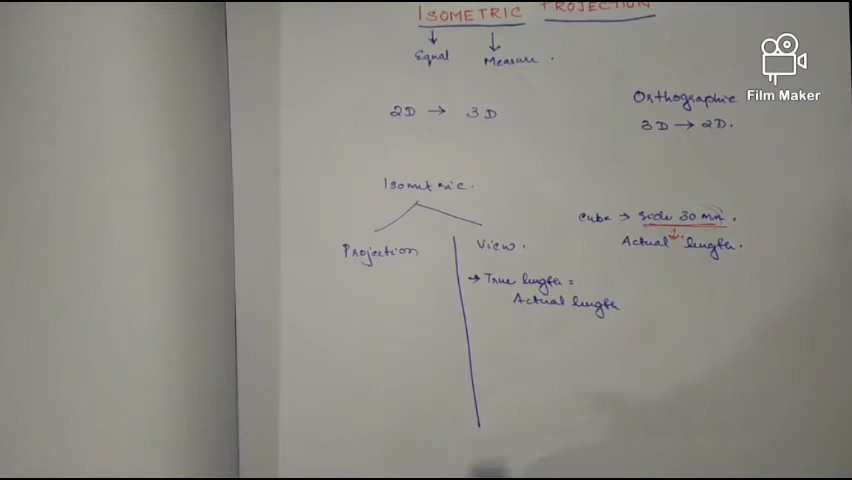 ISOMETRIC PROJECTION
Equal Measure.
2D → 3D
Orthographic
3D → 2D.
Film Maker
Isometric.
Projection
View.
→ True length =
Actual length
Cube → side 30 mm.
Actual length.